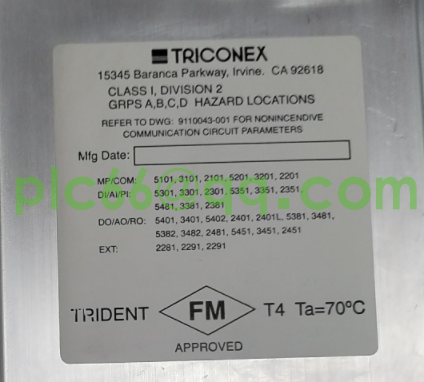 TRICONEX
15345 Baranca Parkway, Irvine. CA 92618
CLASS I, DIVISION 2
GRPS A,B,C,D HAZARD LOCATIONS
REFER TO DWG: 9110043-001 FOR NONINCENDIVE
COMMUNICATION CIRCUIT PARAMETERS
Mfg Date:
MP/COM: 5101, 3101, 2101, 5201, 3201, 2201
DI/AI/PI: 5301, 3301, 2301, 5351, 3351, 2351,
5481, 3381, 2381
DO/AO/RO: 5401, 3401, 5402, 2401, 2401L, 5381, 3481,
5382, 3482, 2481, 5451, 3451, 2451
EXT: 2281, 2291, 2291
plc66@qq.com
TRIDENT FM T4 Ta=70ºC
APPROVED